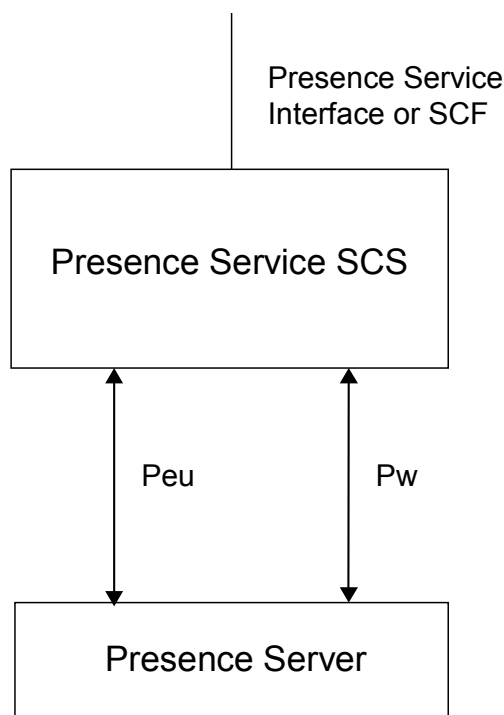 Presence Service
Interface or SCF
Presence Service SCS
Peu
Pw
Presence Server